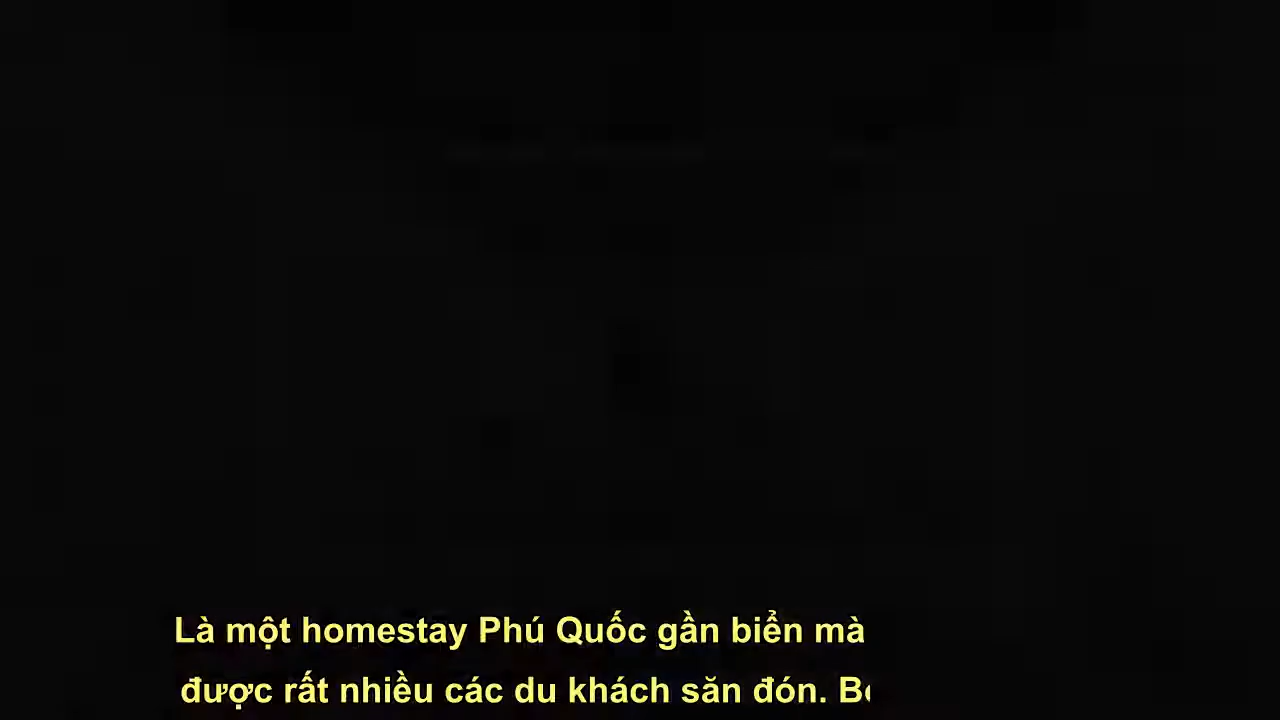 Là một homestay Phú Quốc gần biển mà
được rất nhiều các du khách săn đón.